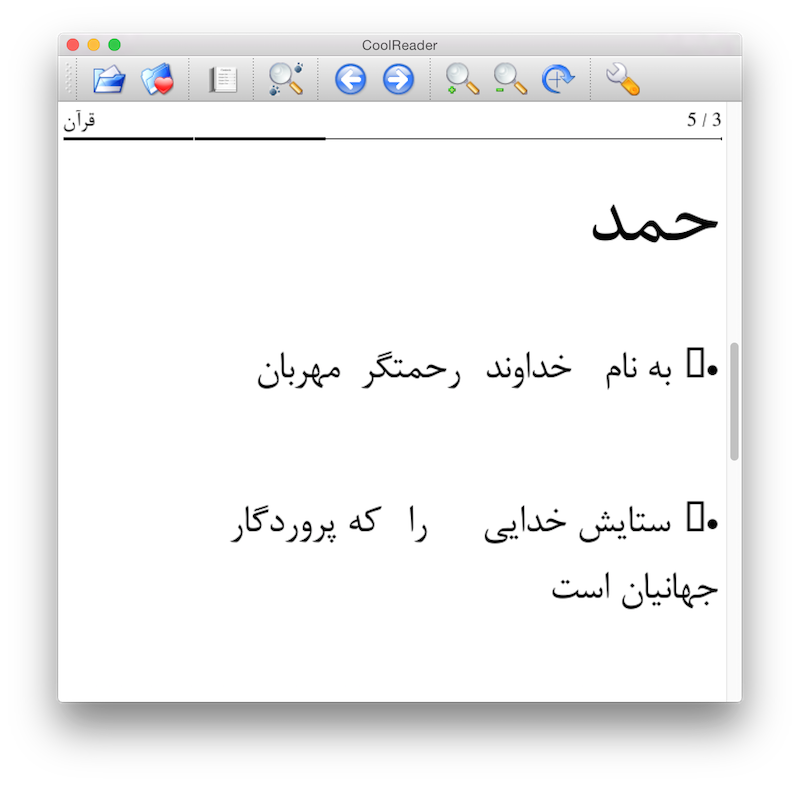 CoolReader
قرآن
5 / 3
حمد
•▯ به نام خداوند رحمتگر مهربان
•▯ ستایش خدایی را که پروردگار
جهانیان است